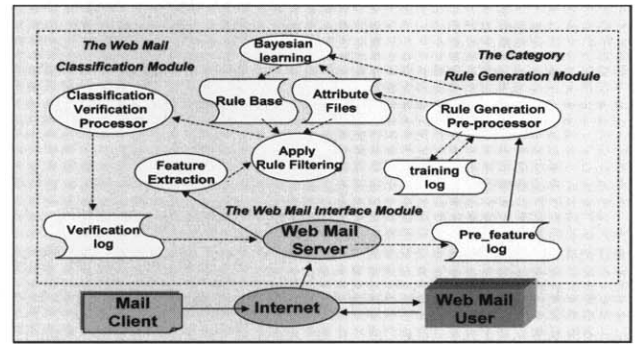 The Web Mail
Classification Module
Bayesian
learning
The Category
Rule Generation Module
Classification
Verification
Processor
Rule Base
Attribute
Files
Rule Generation
Pre-processor
Feature
Extraction
Apply
Rule Filtering
training
log
The Web Mail Interface Module
Verification
log
Web Mail
Server
Pre_feature
log
Mail
Client
Internet
Web Mail
User